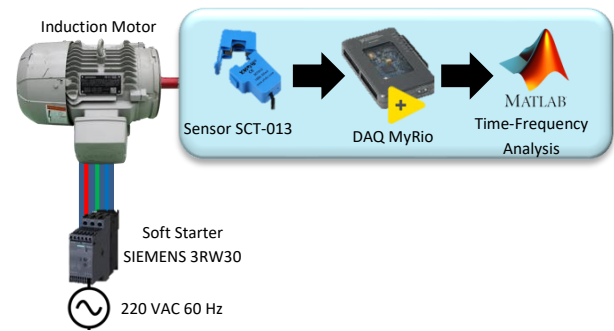 Induction Motor
Sensor SCT-013
DAQ MyRio
MATLAB
Time-Frequency
Analysis
Soft Starter
SIEMENS 3RW30
220 VAC 60 Hz